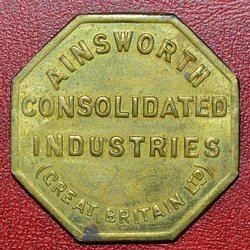 AINSWORTH
CONSOLIDATED
INDUSTRIES
(GREAT BRITAIN LTD)